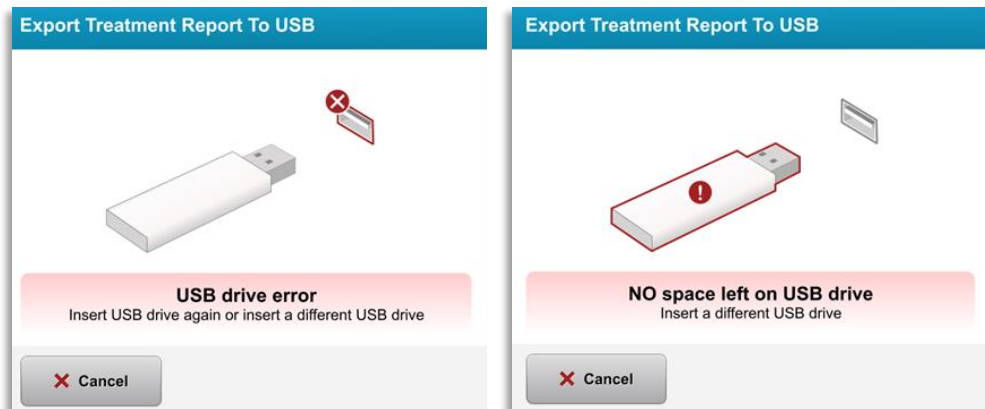 Export Treatment Report To USB
USB drive error
Insert USB drive again or insert a different USB drive
Cancel
Export Treatment Report To USB
NO space left on USB drive
Insert a different USB drive
Cancel